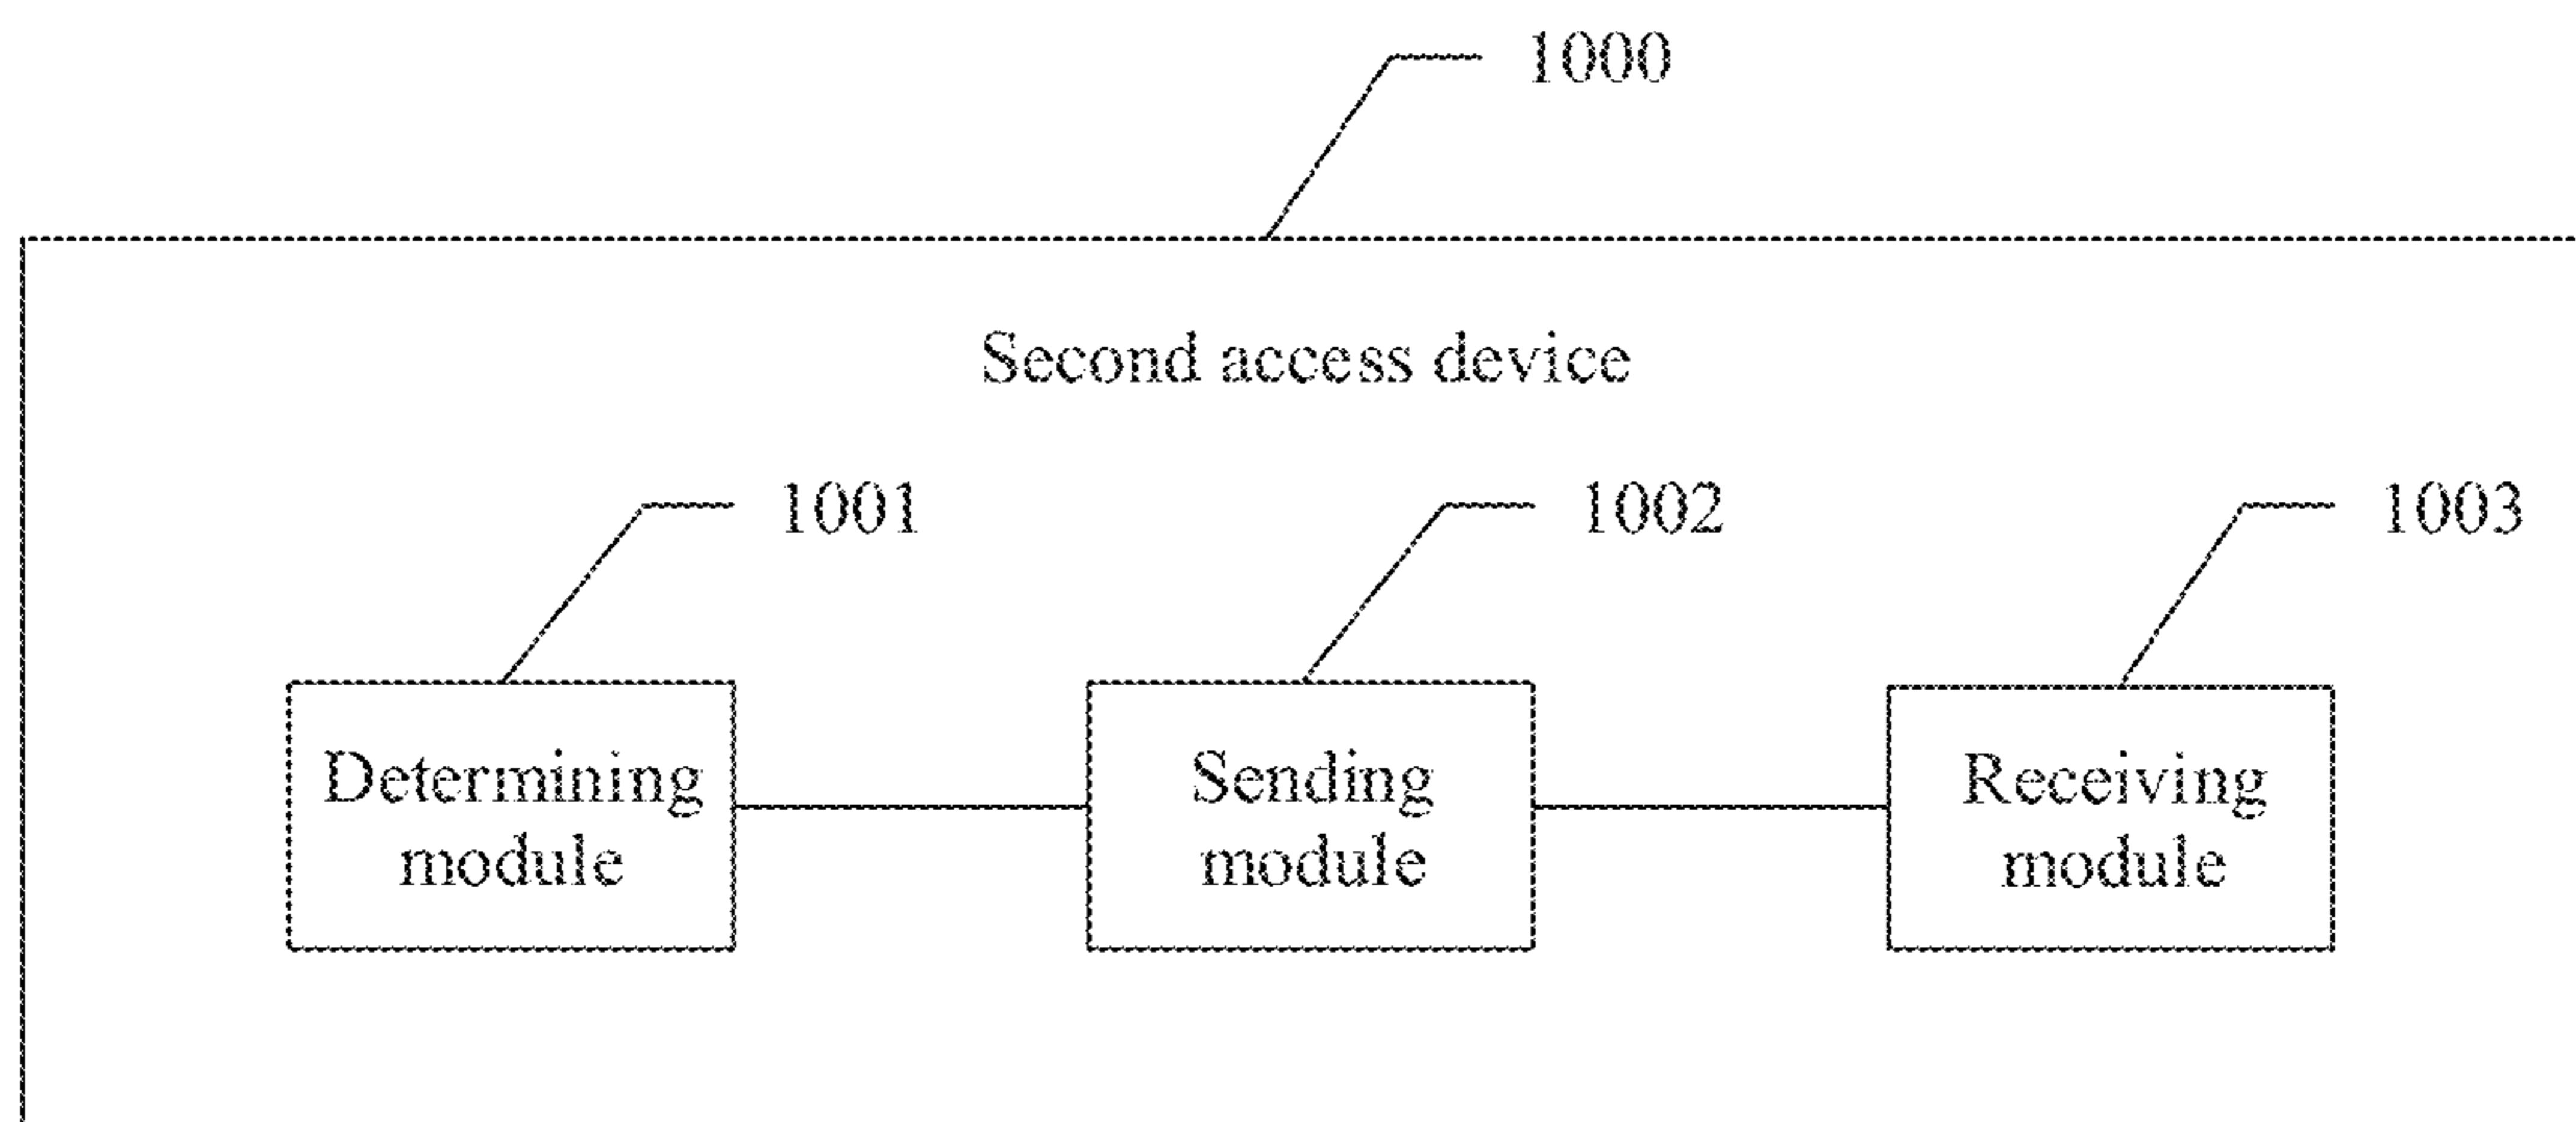 1000
Second access device
1001
1002
1003
Determining
module
Sending
module
Receiving
module